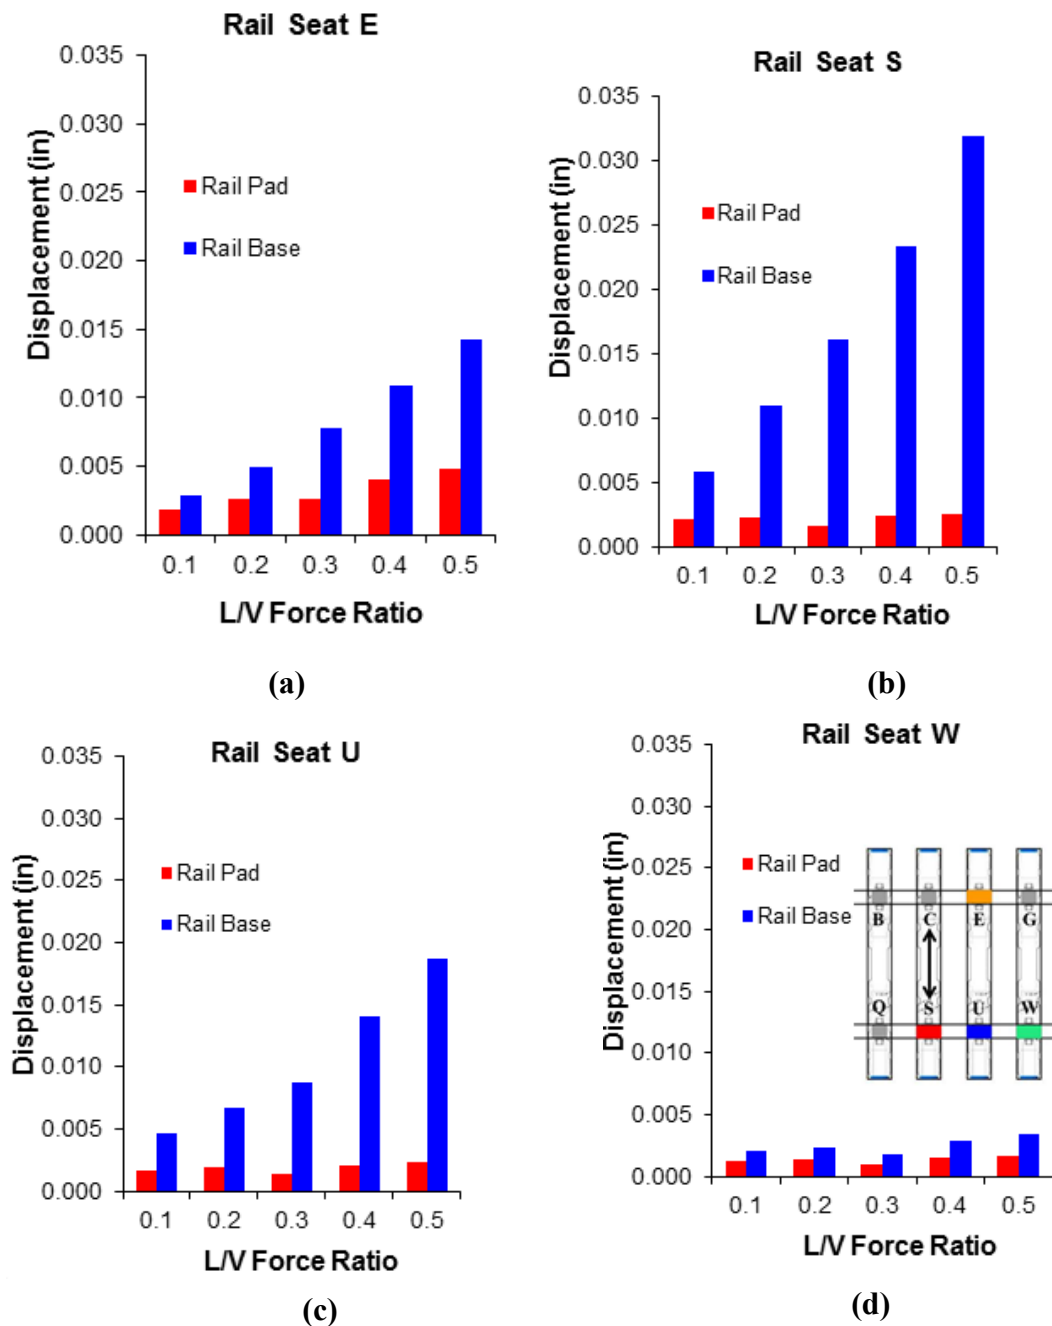 Rail Seat E
Displacement (in)
0.035
0.030
0.025
0.020
0.015
0.010
0.005
0.000
Rail Pad
Rail Base
0.1 0.2 0.3 0.4 0.5
L/V Force Ratio
(a)
Rail Seat S
Displacement (in)
0.035
0.030
0.025
0.020
0.015
0.010
0.005
0.000
Rail Pad
Rail Base
0.1 0.2 0.3 0.4 0.5
L/V Force Ratio
(b)
Rail Seat U
Displacement (in)
0.035
0.030
0.025
0.020
0.015
0.010
0.005
0.000
Rail Pad
Rail Base
0.1 0.2 0.3 0.4 0.5
L/V Force Ratio
(c)
Rail Seat W
Displacement (in)
0.035
0.030
0.025
0.020
0.015
0.010
0.005
0.000
Rail Pad
Rail Base
B C E G
Q S U W
0.1 0.2 0.3 0.4 0.5
L/V Force Ratio
(d)